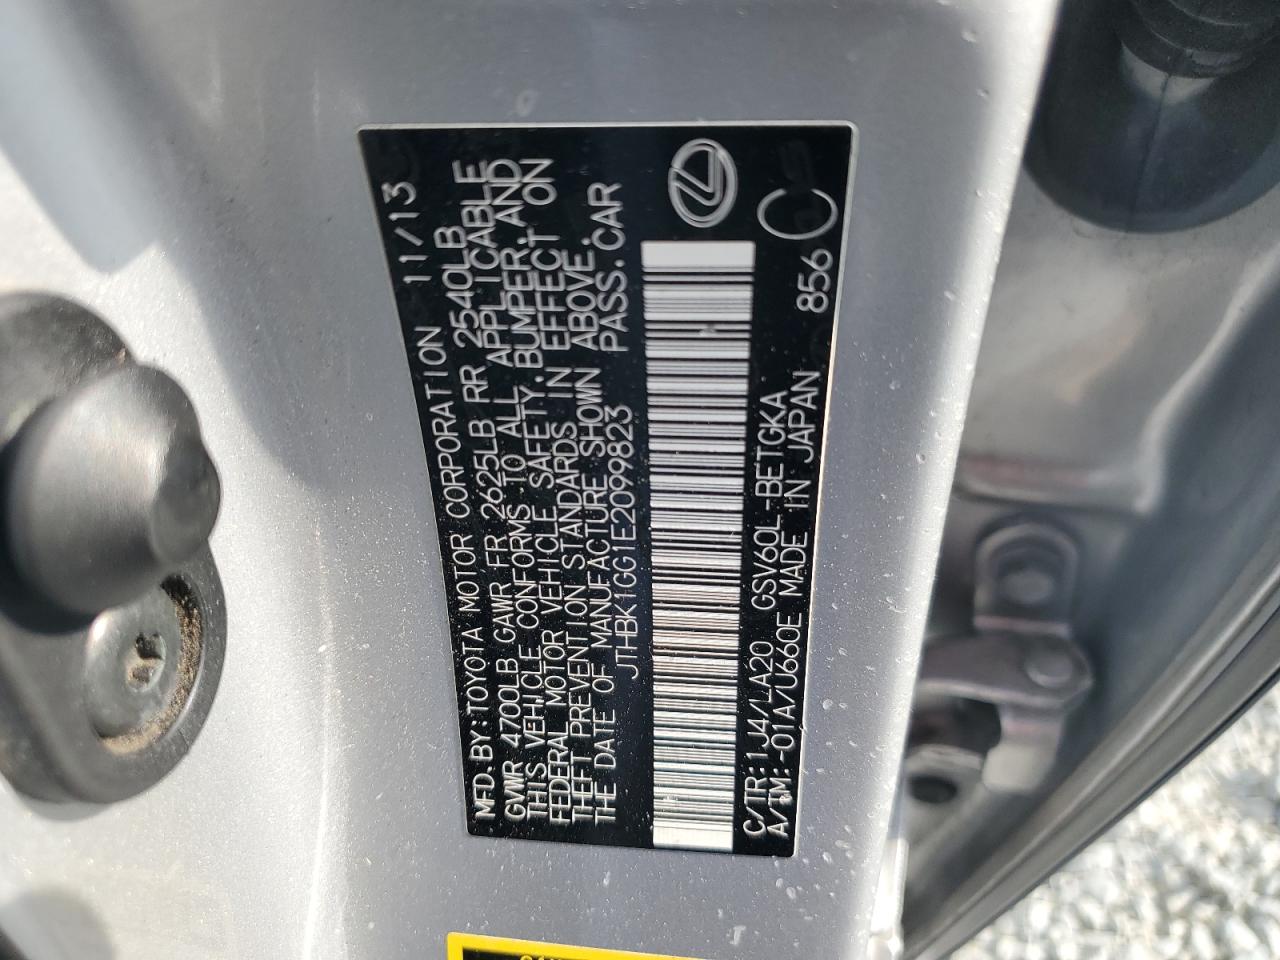 MFD. BY: TOYOTA MOTOR CORPORATION 11/13
GVWR 4700LB GAWR FR 2625LB RR 2540LB
THIS VEHICLE CONFORMS TO ALL APPLICABLE
FEDERAL MOTOR VEHICLE SAFETY, BUMPER, AND
THEFT PREVENTION STANDARDS IN EFFECT ON
THE DATE OF MANUFACTURE SHOWN ABOVE.
JTHBK1GG1E2099823 PASS. CAR
C/TR: 1J4/LA20 GSV60L-BETGKA
A/TM: -01A/U660E MADE IN JAPAN 856